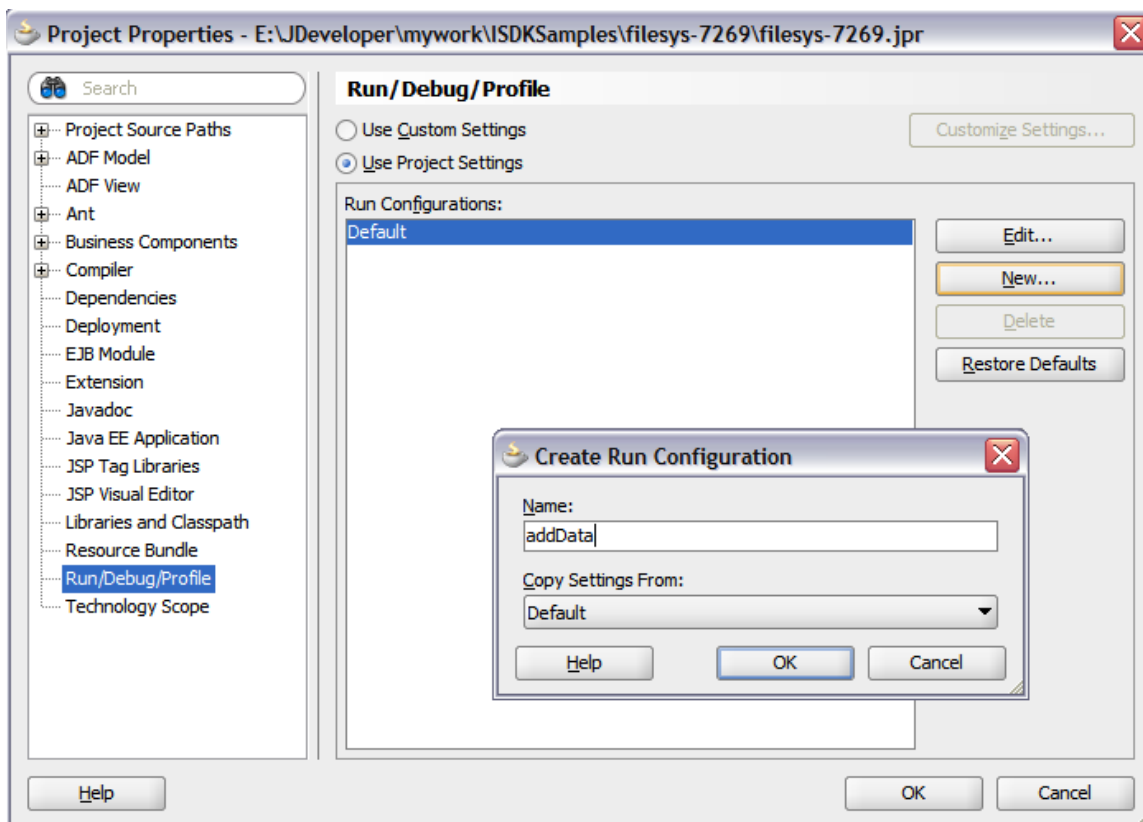 Project Properties - E:\JDeveloper\mywork\ISDKSamples\filesys-7269\filesys-7269.jpr
Search
Project Source Paths
ADF Model
ADF View
Ant
Business Components
Compiler
Dependencies
Deployment
EJB Module
Extension
Javadoc
Java EE Application
JSP Tag Libraries
JSP Visual Editor
Libraries and Classpath
Resource Bundle
Run/Debug/Profile
Technology Scope
Run/Debug/Profile
Use Custom Settings
Customize Settings...
Use Project Settings
Run Configurations:
Default
Edit...
New...
Delete
Restore Defaults
Create Run Configuration
Name:
addData
Copy Settings From:
Default
Help
OK
Cancel
Help
OK
Cancel